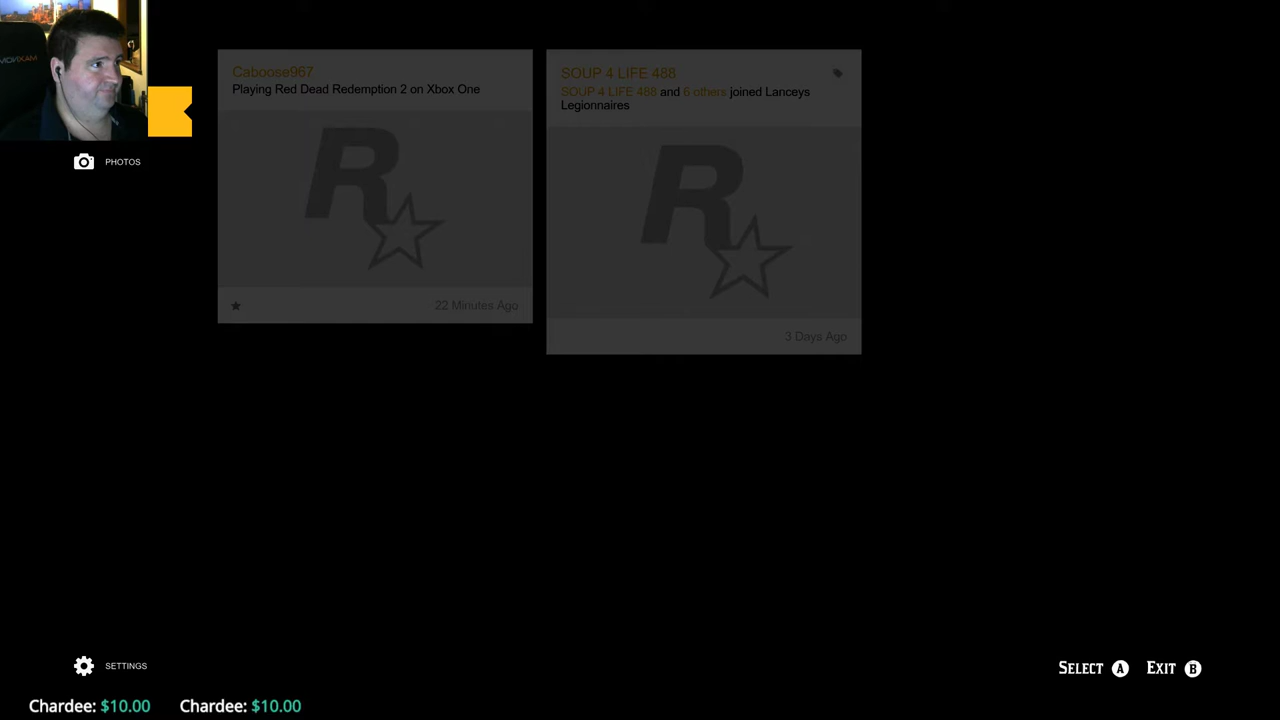 MAXNOM
PHOTOS
Caboose967
Playing Red Dead Redemption 2 on Xbox One
R
22 Minutes Ago
SOUP 4 LIFE 488
SOUP 4 LIFE 488 and 6 others joined Lanceys
Legionnaires
R
3 Days Ago
SETTINGS
SELECT A EXIT B
Chardee: $10.00 Chardee: $10.00